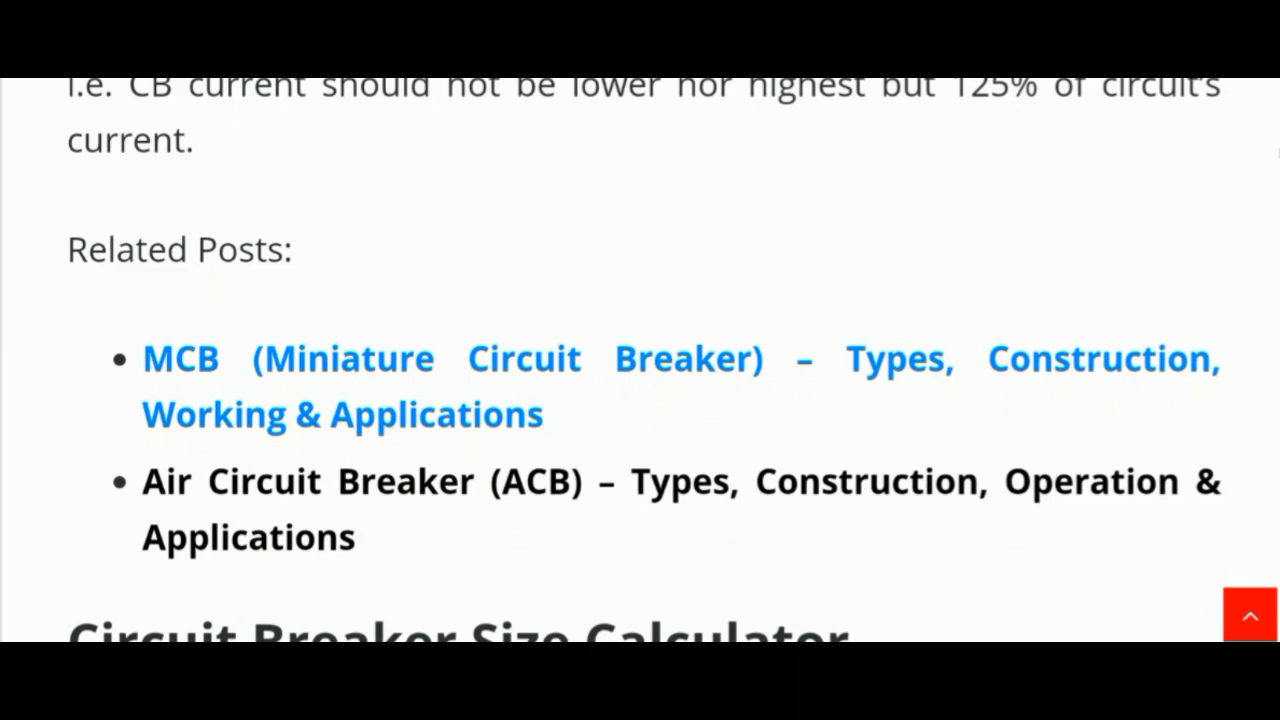 i.e. CB current should not be lower nor highest but 125% of circuit's
current.
Related Posts:
MCB (Miniature Circuit Breaker) – Types, Construction,
Working & Applications
Air Circuit Breaker (ACB) – Types, Construction, Operation &
Applications
Circuit Breaker Size Calculator